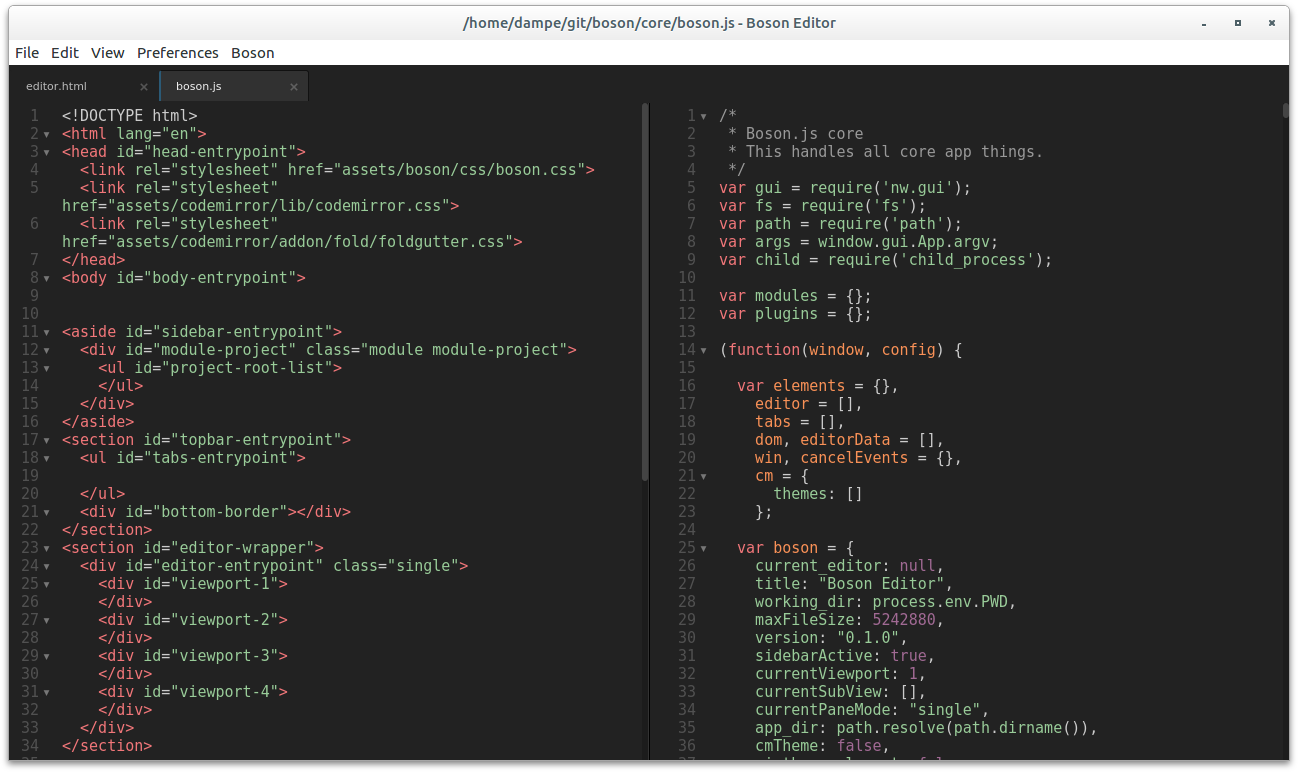 /home/dampe/git/boson/core/boson.js - Boson Editor
File Edit View Preferences Boson
editor.html × boson.js ×
1 <!DOCTYPE html>
2 <html lang="en">
3 <head id="head-entrypoint">
4 <link rel="stylesheet" href="assets/boson/css/boson.css">
5 <link rel="stylesheet"
href="assets/codemirror/lib/codemirror.css">
6 <link rel="stylesheet"
href="assets/codemirror/addon/fold/foldgutter.css">
7 </head>
8 <body id="body-entrypoint">
9
10
11 <aside id="sidebar-entrypoint">
12 <div id="module-project" class="module module-project">
13 <ul id="project-root-list">
14 </ul>
15 </div>
16 </aside>
17 <section id="topbar-entrypoint">
18 <ul id="tabs-entrypoint">
19
20 </ul>
21 <div id="bottom-border"></div>
22 </section>
23 <section id="editor-wrapper">
24 <div id="editor-entrypoint" class="single">
25 <div id="viewport-1">
26 </div>
27 <div id="viewport-2">
28 </div>
29 <div id="viewport-3">
30 </div>
31 <div id="viewport-4">
32 </div>
33 </div>
34 </section>
1 /*
2 * Boson.js core
3 * This handles all core app things.
4 */
5 var gui = require('nw.gui');
6 var fs = require('fs');
7 var path = require('path');
8 var args = window.gui.App.argv;
9 var child = require('child_process');
10
11 var modules = {};
12 var plugins = {};
13
14 (function(window, config) {
15
16 var elements = {},
17 editor = [],
18 tabs = [],
19 dom, editorData = [],
20 win, cancelEvents = {},
21 cm = {
22 themes: []
23 };
24
25 var boson = {
26 current_editor: null,
27 title: "Boson Editor",
28 working_dir: process.env.PWD,
29 maxFileSize: 5242880,
30 version: "0.1.0",
31 sidebarActive: true,
32 currentViewport: 1,
33 currentSubView: [],
34 currentPaneMode: "single",
35 app_dir: path.resolve(path.dirname()),
36 cmTheme: false,